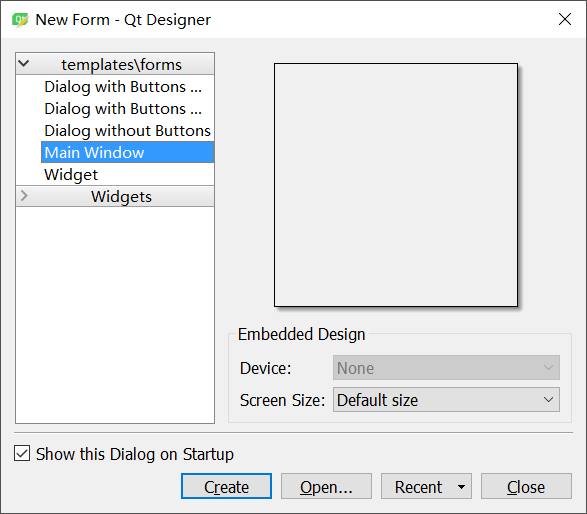 New Form - Qt Designer
templates\forms
Dialog with Buttons ...
Dialog with Buttons ...
Dialog without Buttons
Main Window
Widget
Widgets
Embedded Design
Device: None
Screen Size: Default size
Show this Dialog on Startup
Create Open... Recent Close